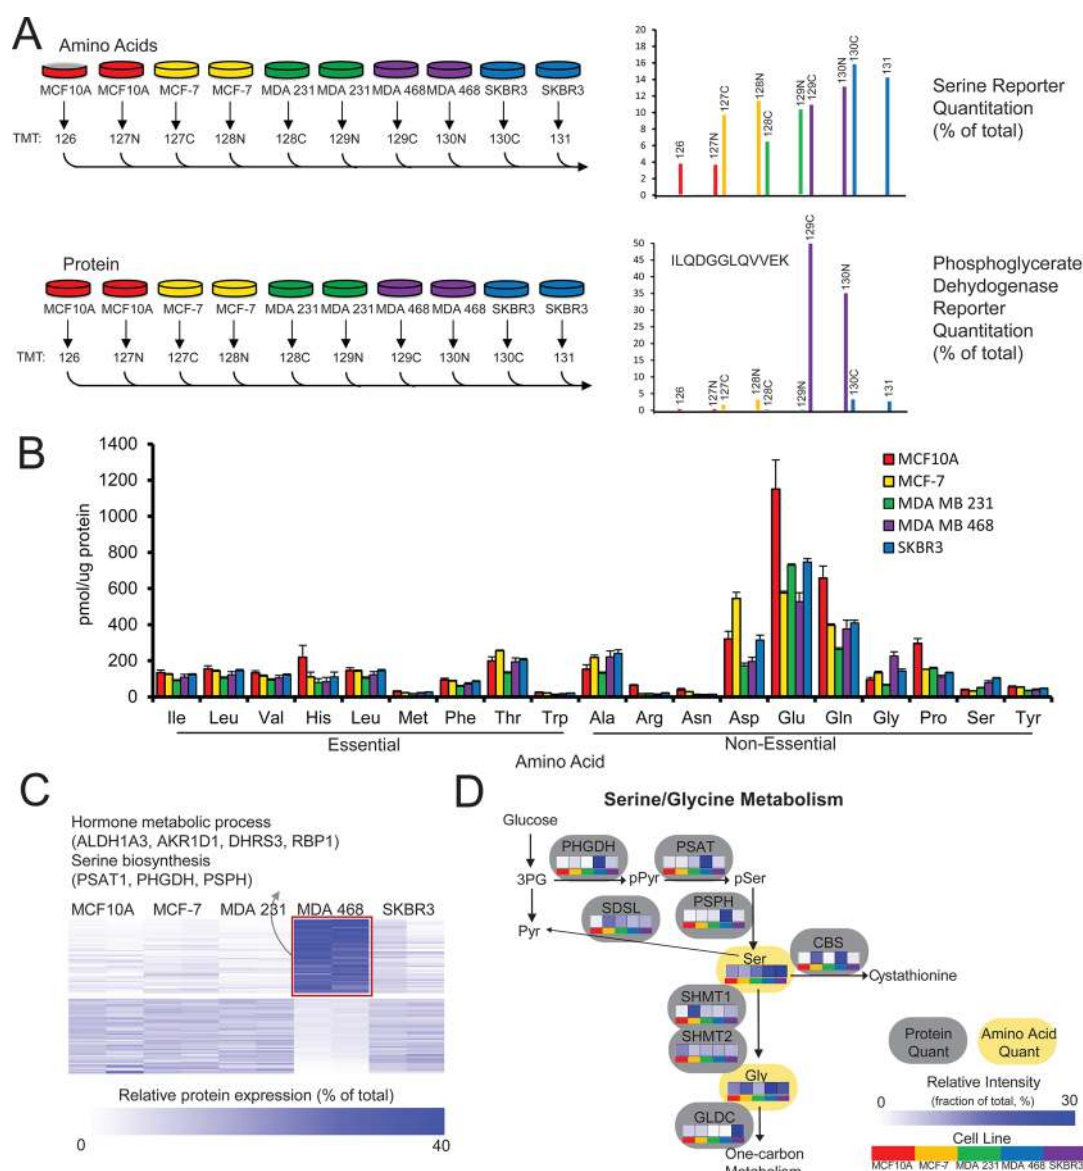 A
Amino Acids
MCF10A MCF10A MCF-7 MCF-7 MDA 231 MDA 231 MDA 468 MDA 468 SKBR3 SKBR3
TMT: 126 127N 127C 128N 128C 129N 129C 130N 130C 131
20
18
16
14
12
10
8
6
4
2
0
126
127N
127C
128N
128C
129N
129C
130N
130C
131
Serine Reporter
Quantitation
(% of total)
Protein
MCF10A MCF10A MCF-7 MCF-7 MDA 231 MDA 231 MDA 468 MDA 468 SKBR3 SKBR3
TMT: 126 127N 127C 128N 128C 129N 129C 130N 130C 131
ILQDGGLQVVEK
50
45
40
35
30
25
20
15
10
5
0
126
127N
127C
128N
128C
129N
129C
130N
130C
131
Phosphoglycerate
Dehydogenase
Reporter
Quantitation
(% of total)
B
pmol/ug protein
1400
1200
1000
800
600
400
200
0
MCF10A
MCF-7
MDA MB 231
MDA MB 468
SKBR3
Ile Leu Val His Leu Met Phe Thr Trp Ala Arg Asn Asp Glu Gln Gly Pro Ser Tyr
Essential Non-Essential
Amino Acid
C
Hormone metabolic process
(ALDH1A3, AKR1D1, DHRS3, RBP1)
Serine biosynthesis
(PSAT1, PHGDH, PSPH)
MCF10A MCF-7 MDA 231 MDA 468 SKBR3
Relative protein expression (% of total)
0 40
D
Serine/Glycine Metabolism
Glucose
PHGDH
PSAT
3PG
pPyr
pSer
SDSL
PSPH
Pyr
Ser
CBS
Cystathionine
SHMT1
SHMT2
Gly
GLDC
One-carbon
Metabolism
Protein
Quant
Amino Acid
Quant
Relative Intensity
0 (fraction of total, %) 30
Cell Line
MCF10A MCF-7 MDA 231 MDA 468 SKBR3